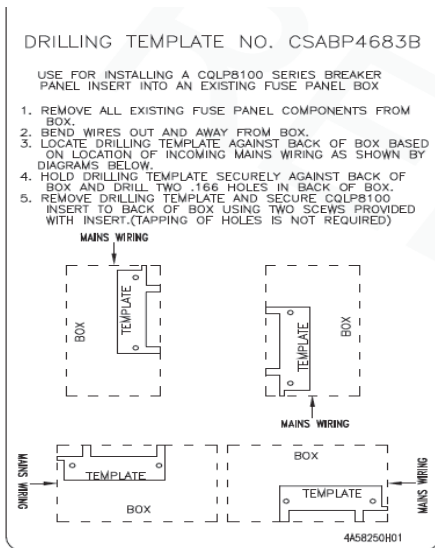 DRILLING TEMPLATE NO. CSABP4683B
USE FOR INSTALLING A CQLP8100 SERIES BREAKER
PANEL INSERT INTO AN EXISTING FUSE PANEL BOX
1. REMOVE ALL EXISTING FUSE PANEL COMPONENTS FROM
BOX.
2. BEND WIRES OUT AND AWAY FROM BOX.
3. LOCATE DRILLING TEMPLATE AGAINST BACK OF BOX BASED
ON LOCATION OF INCOMING MAINS WIRING AS SHOWN BY
DIAGRAMS BELOW.
4. HOLD DRILLING TEMPLATE SECURELY AGAINST BACK OF
BOX AND DRILL TWO .166 HOLES IN BACK OF BOX.
5. REMOVE DRILLING TEMPLATE AND SECURE CQLP8100
INSERT TO BACK OF BOX USING TWO SCEWS PROVIDED
WITH INSERT.(TAPPING OF HOLES IS NOT REQUIRED)
MAINS WIRING
BOX
TEMPLATE
TEMPLATE
BOX
MAINS WIRING
MAINS WIRING
TEMPLATE
BOX
BOX
TEMPLATE
MAINS WIRING
4A58250H01